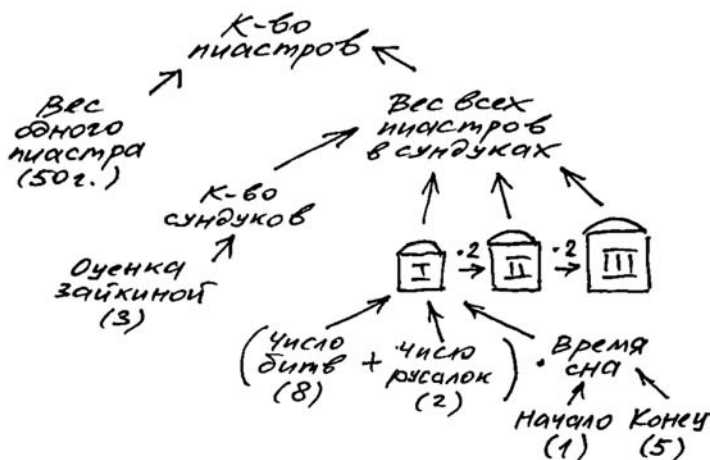 К-во
пиастров
Вес
одного
пиастра
(50г.)
Вес всех
пиастров
в сундуках
К-во
сундуков
Оценка
Зайкиной
(3)
I ·2 II ·2 III
(Число битв (8) + Число русалок (2)) · Время сна
Начало (1)
Конец (5)